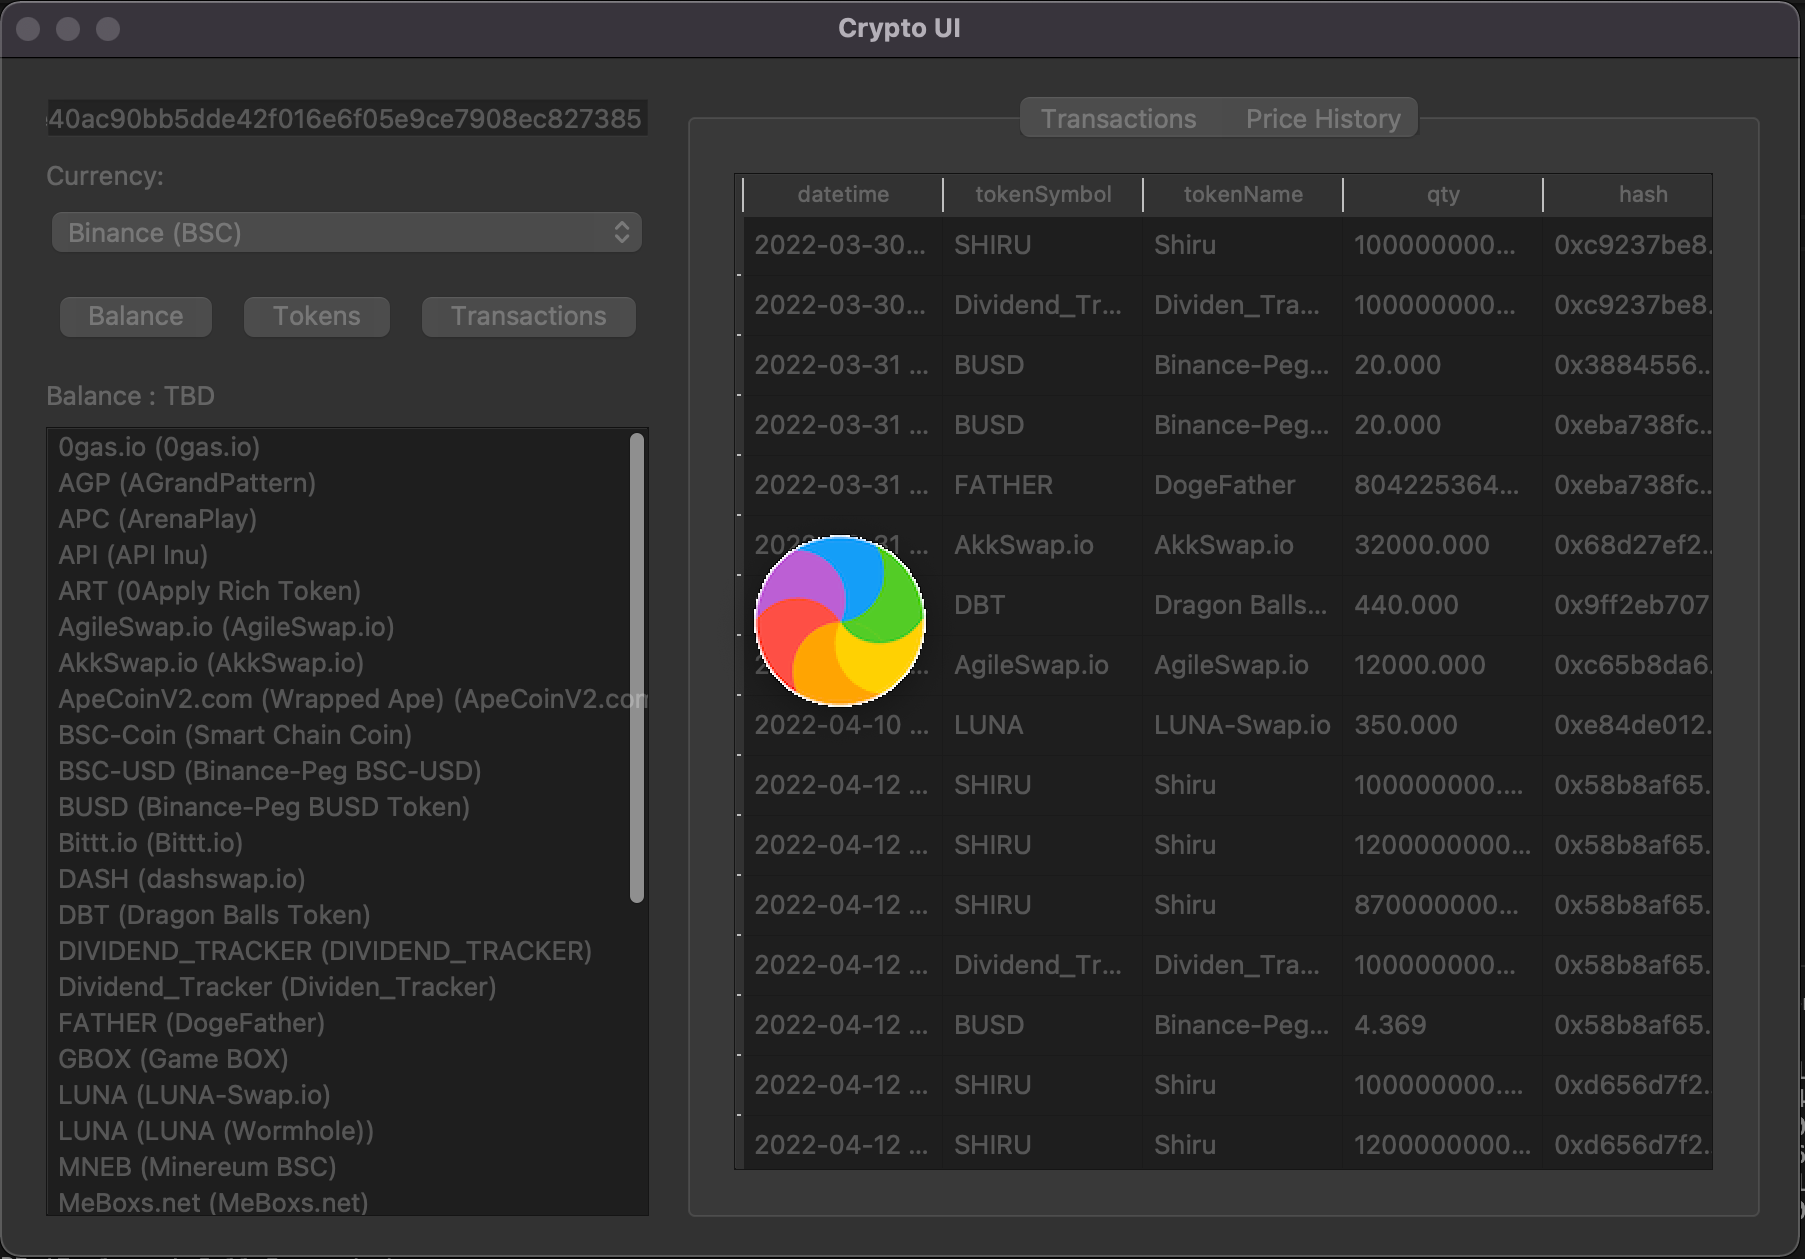 Crypto UI
40ac90bb5dde42f016e6f05e9ce7908ec827385
Currency:
Binance (BSC)
Balance Tokens Transactions
Balance : TBD
0gas.io (0gas.io)
AGP (AGrandPattern)
APC (ArenaPlay)
API (API Inu)
ART (0Apply Rich Token)
AgileSwap.io (AgileSwap.io)
AkkSwap.io (AkkSwap.io)
ApeCoinV2.com (Wrapped Ape) (ApeCoinV2.com
BSC-Coin (Smart Chain Coin)
BSC-USD (Binance-Peg BSC-USD)
BUSD (Binance-Peg BUSD Token)
Bittt.io (Bittt.io)
DASH (dashswap.io)
DBT (Dragon Balls Token)
DIVIDEND_TRACKER (DIVIDEND_TRACKER)
Dividend_Tracker (Dividen_Tracker)
FATHER (DogeFather)
GBOX (Game BOX)
LUNA (LUNA-Swap.io)
LUNA (LUNA (Wormhole))
MNEB (Minereum BSC)
MeBoxs.net (MeBoxs.net)
Transactions Price History
datetime tokenSymbol tokenName qty hash
2022-03-30... SHIRU Shiru 100000000... 0xc9237be8.
2022-03-30... Dividend_Tr... Dividen_Tra... 100000000... 0xc9237be8.
2022-03-31 ... BUSD Binance-Peg... 20.000 0x3884556..
2022-03-31 ... BUSD Binance-Peg... 20.000 0xeba738fc..
2022-03-31 ... FATHER DogeFather 804225364... 0xeba738fc..
... AkkSwap.io AkkSwap.io 32000.000 0x68d27ef2..
DBT Dragon Balls... 440.000 0x9ff2eb707
AgileSwap.io AgileSwap.io 12000.000 0xc65b8da6.
2022-04-10 ... LUNA LUNA-Swap.io 350.000 0xe84de012.
2022-04-12 ... SHIRU Shiru 100000000.... 0x58b8af65.
2022-04-12 ... SHIRU Shiru 1200000000... 0x58b8af65.
2022-04-12 ... SHIRU Shiru 870000000... 0x58b8af65.
2022-04-12 ... Dividend_Tr... Dividen_Tra... 100000000... 0x58b8af65.
2022-04-12 ... BUSD Binance-Peg... 4.369 0x58b8af65.
2022-04-12 ... SHIRU Shiru 100000000.... 0xd656d7f2..
2022-04-12 ... SHIRU Shiru 1200000000... 0xd656d7f2..